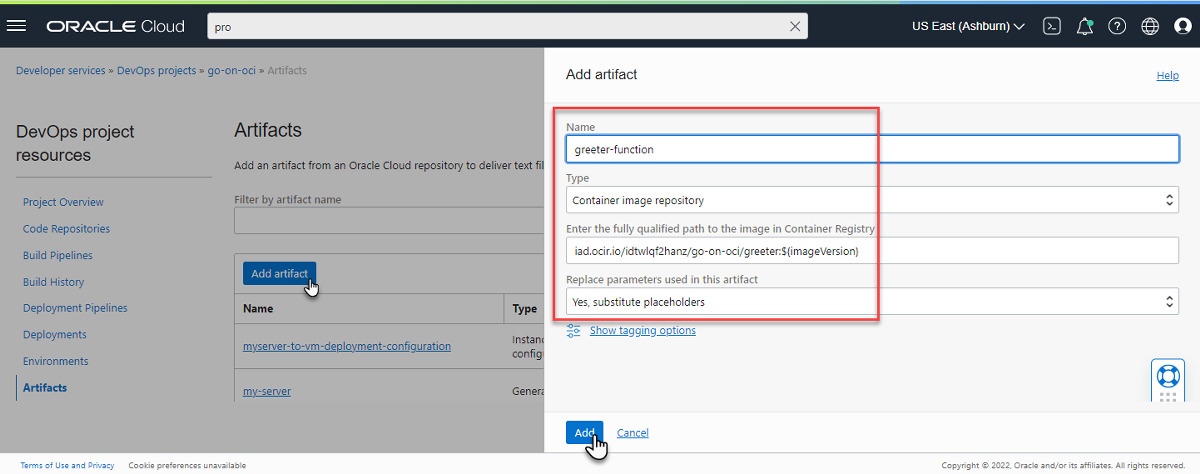 ORACLE Cloud
pro
US East (Ashburn)
Developer services » DevOps projects » go-on-oci » Artifacts
DevOps project
resources
Project Overview
Code Repositories
Build Pipelines
Build History
Deployment Pipelines
Deployments
Environments
Artifacts
Artifacts
Add an artifact from an Oracle Cloud repository to deliver text fil
Filter by artifact name
Add artifact
Name Type
myserver-to-vm-deployment-configuration Instanc
config
my-server Genera
Add artifact
Help
Name
greeter-function
Type
Container image repository
Enter the fully qualified path to the image in Container Registry
iad.ocir.io/idtwlqf2hanz/go-on-oci/greeter:${imageVersion}
Replace parameters used in this artifact
Yes, substitute placeholders
Show tagging options
Add Cancel
Terms of Use and Privacy Cookie preferences unavailable
Copyright © 2022, Oracle and/or its affiliates. All rights reserved.